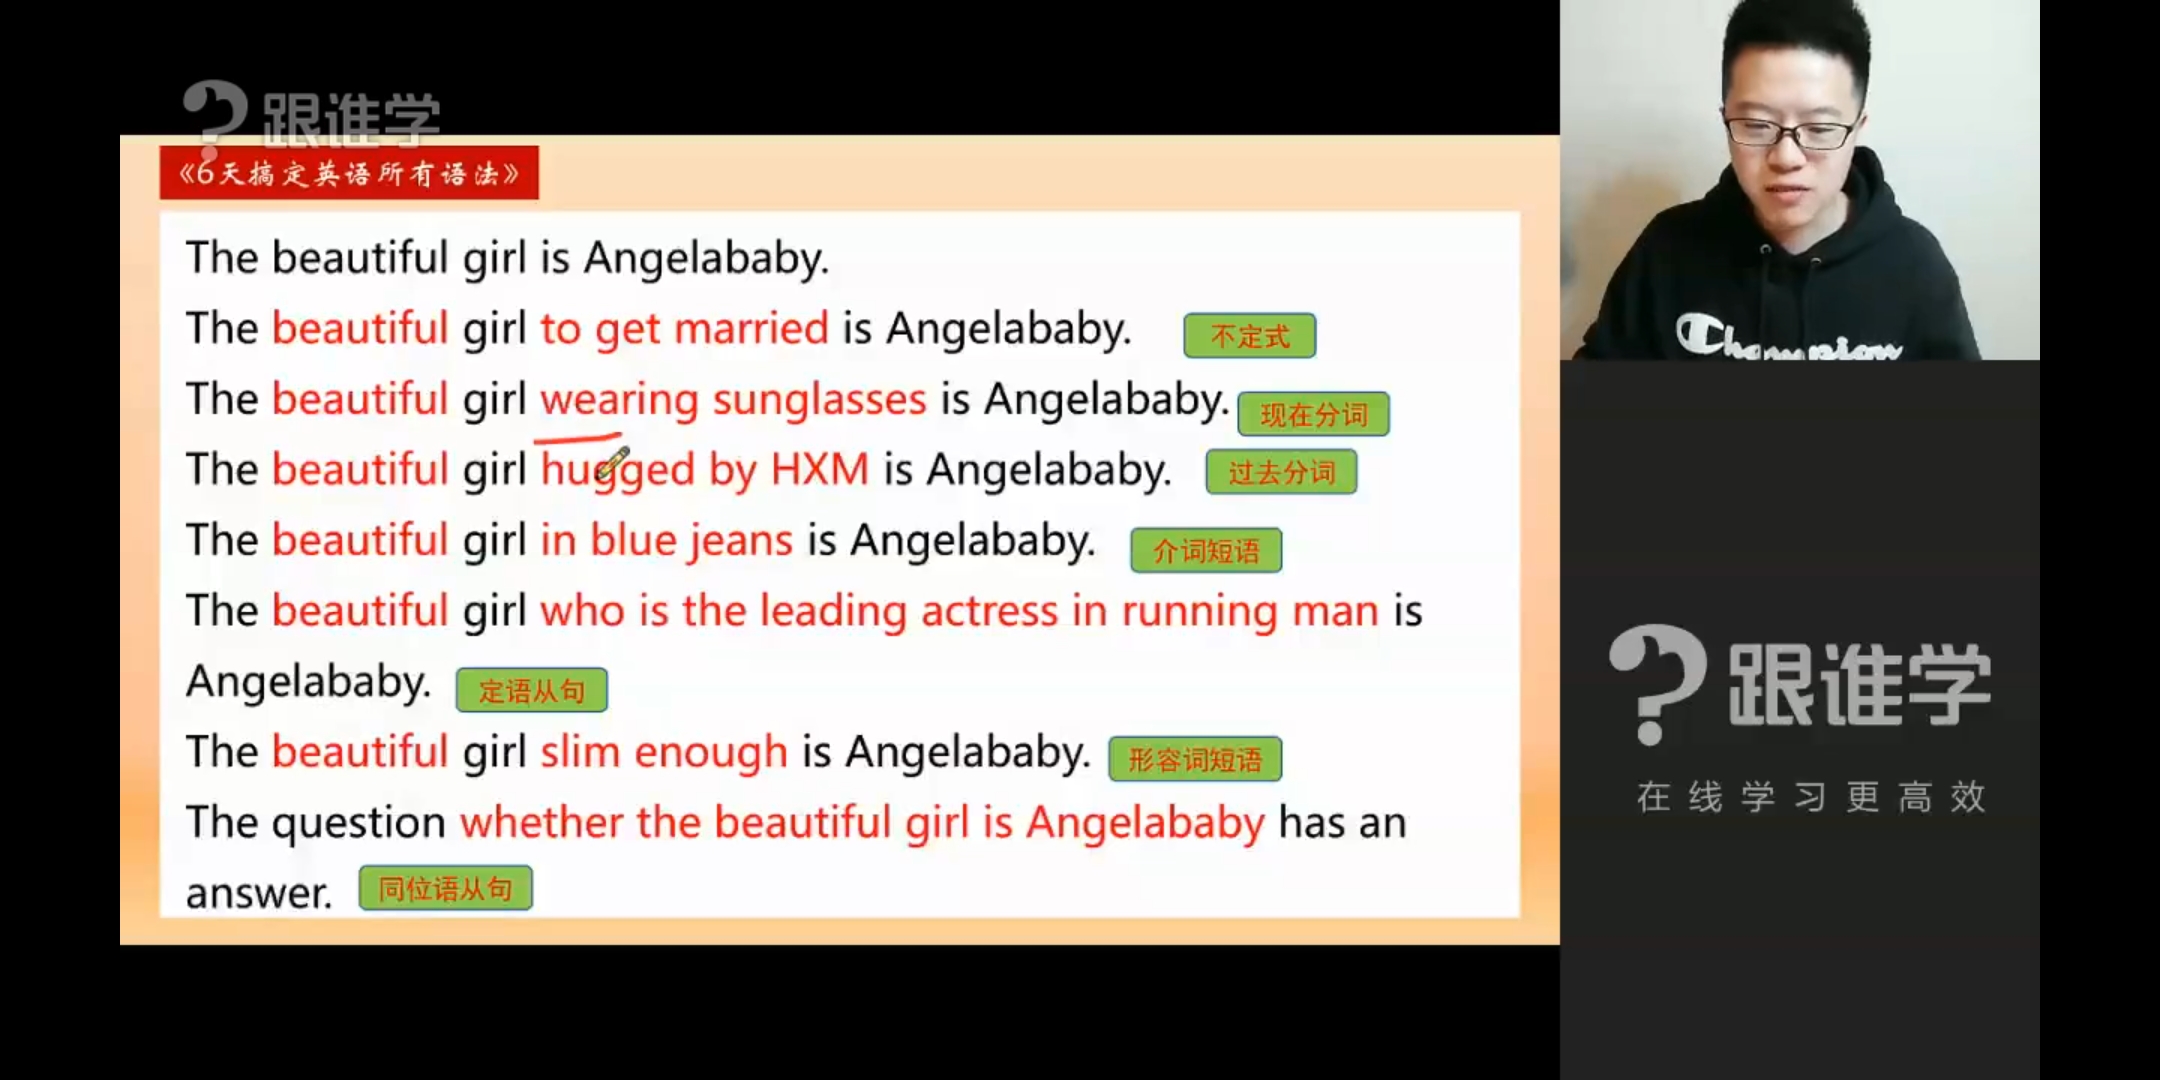 跟谁学
《6天搞定英语所有语法》
The beautiful girl is Angelababy.
The beautiful girl to get married is Angelababy. 不定式
The beautiful girl wearing sunglasses is Angelababy. 现在分词
The beautiful girl hugged by HXM is Angelababy. 过去分词
The beautiful girl in blue jeans is Angelababy. 介词短语
The beautiful girl who is the leading actress in running man is
Angelababy. 定语从句
The beautiful girl slim enough is Angelababy. 形容词短语
The question whether the beautiful girl is Angelababy has an
answer. 同位语从句
Champion
跟谁学
在线学习更高效